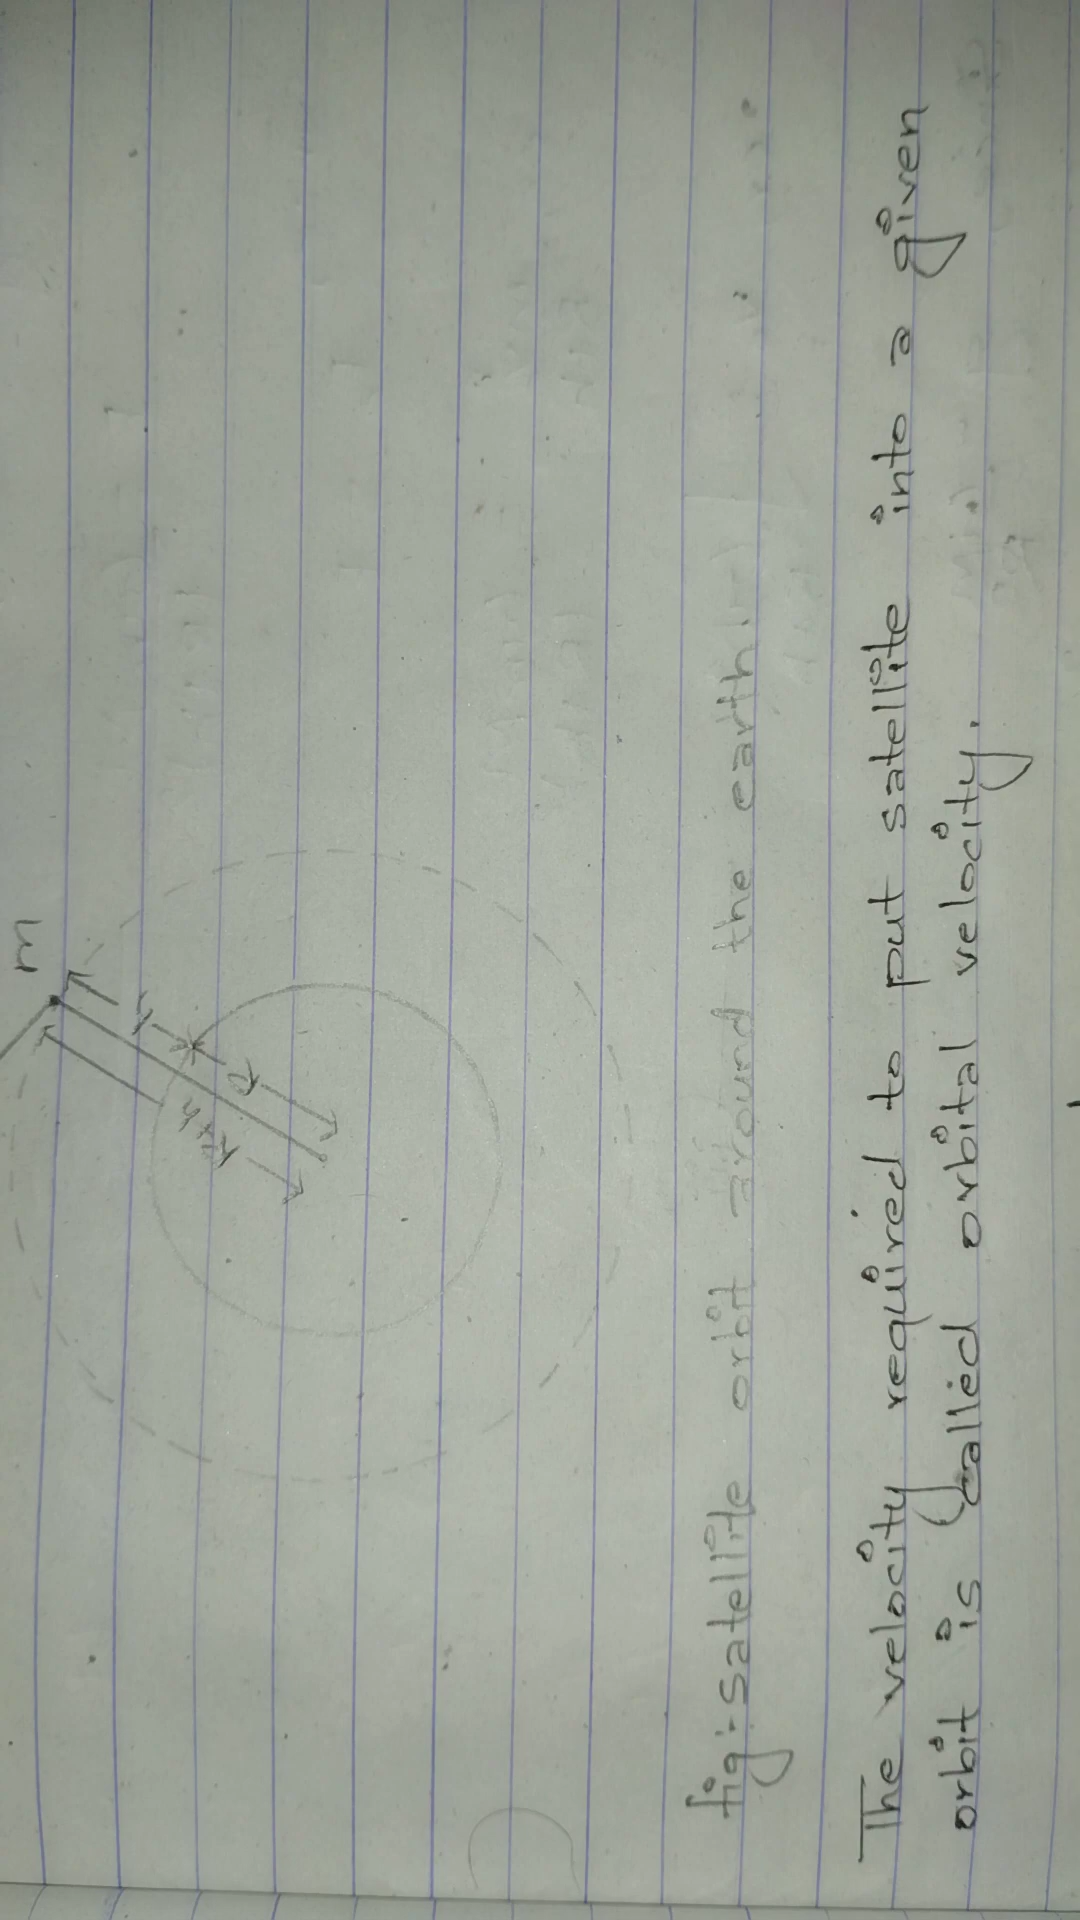 m
h
R
R+h
fig:- satellite orbit around the earth.
The velocity required to put satellite into a given
orbit is called orbital velocity.